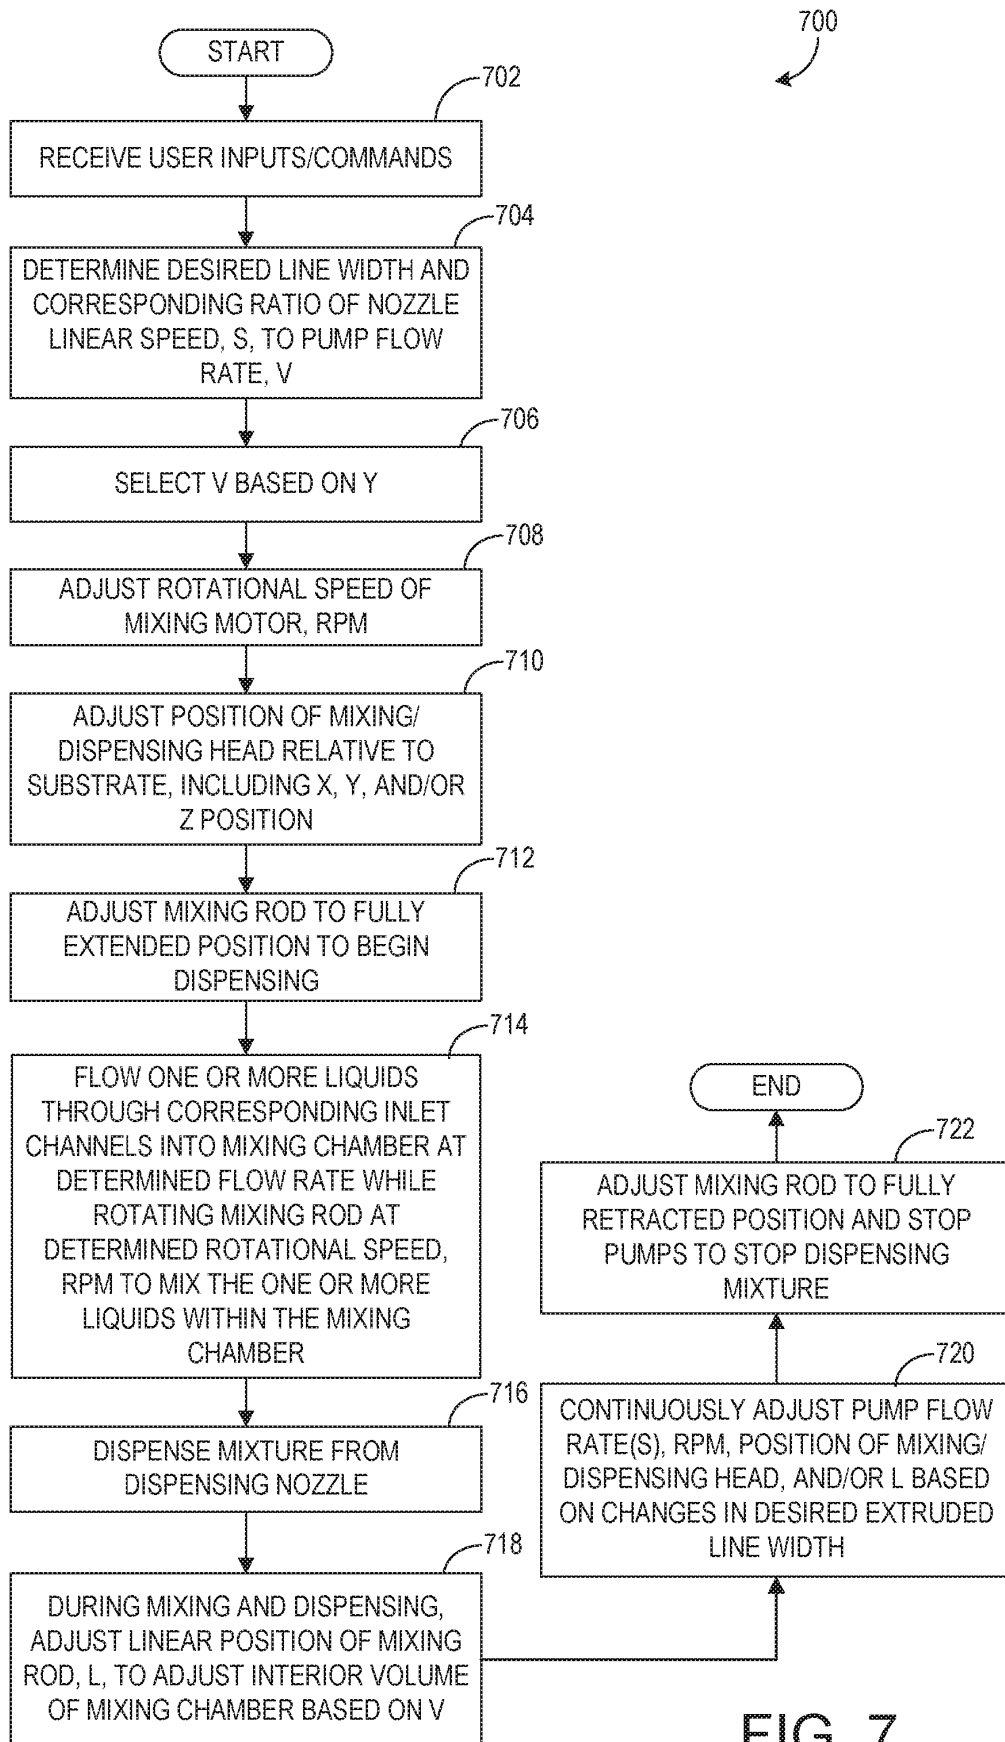 700
START
702
RECEIVE USER INPUTS/COMMANDS
704
DETERMINE DESIRED LINE WIDTH AND
CORRESPONDING RATIO OF NOZZLE
LINEAR SPEED, S, TO PUMP FLOW
RATE, V
706
SELECT V BASED ON Y
708
ADJUST ROTATIONAL SPEED OF
MIXING MOTOR, RPM
710
ADJUST POSITION OF MIXING/
DISPENSING HEAD RELATIVE TO
SUBSTRATE, INCLUDING X, Y, AND/OR
Z POSITION
712
ADJUST MIXING ROD TO FULLY
EXTENDED POSITION TO BEGIN
DISPENSING
714
FLOW ONE OR MORE LIQUIDS
THROUGH CORRESPONDING INLET
CHANNELS INTO MIXING CHAMBER AT
DETERMINED FLOW RATE WHILE
ROTATING MIXING ROD AT
DETERMINED ROTATIONAL SPEED,
RPM TO MIX THE ONE OR MORE
LIQUIDS WITHIN THE MIXING
CHAMBER
716
DISPENSE MIXTURE FROM
DISPENSING NOZZLE
718
DURING MIXING AND DISPENSING,
ADJUST LINEAR POSITION OF MIXING
ROD, L, TO ADJUST INTERIOR VOLUME
OF MIXING CHAMBER BASED ON V
720
CONTINUOUSLY ADJUST PUMP FLOW
RATE(S), RPM, POSITION OF MIXING/
DISPENSING HEAD, AND/OR L BASED
ON CHANGES IN DESIRED EXTRUDED
LINE WIDTH
722
ADJUST MIXING ROD TO FULLY
RETRACTED POSITION AND STOP
PUMPS TO STOP DISPENSING
MIXTURE
END
FIG. 7